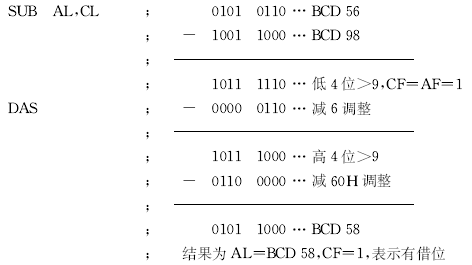 SUB AL,CL ; 0101 0110 … BCD 56
; － 1001 1000 … BCD 98
;
; 1011 1110 … 低 4 位＞9,CF＝AF＝1
DAS ; － 0000 0110 … 减 6 调整
;
; 1011 1000 … 高 4 位＞9
; － 0110 0000 … 减 60H 调整
;
; 0101 1000 … BCD 58
; 结果为 AL＝BCD 58,CF＝1,表示有借位